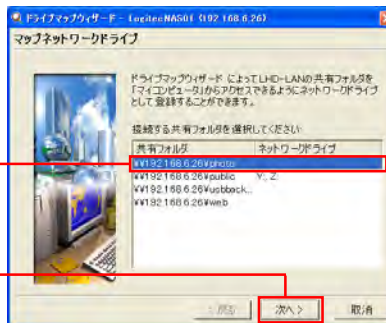 ドライブマップウィザード - LogitecNAS01 (192.168.6.26)
マップネットワークドライブ
ドライブマップウィザード によってLHD-LANの共有フォルダを
「マイコンピュータ」からアクセスできるようにネットワークドライブ
として登録することができます。
接続する共有フォルダを選択してください
共有フォルダ ネットワークドライブ
¥¥192.168.6.26¥photo
¥¥192.168.6.26¥public Y:, Z:
¥¥192.168.6.26¥usbback...
¥¥192.168.6.26¥web
次へ > 取消